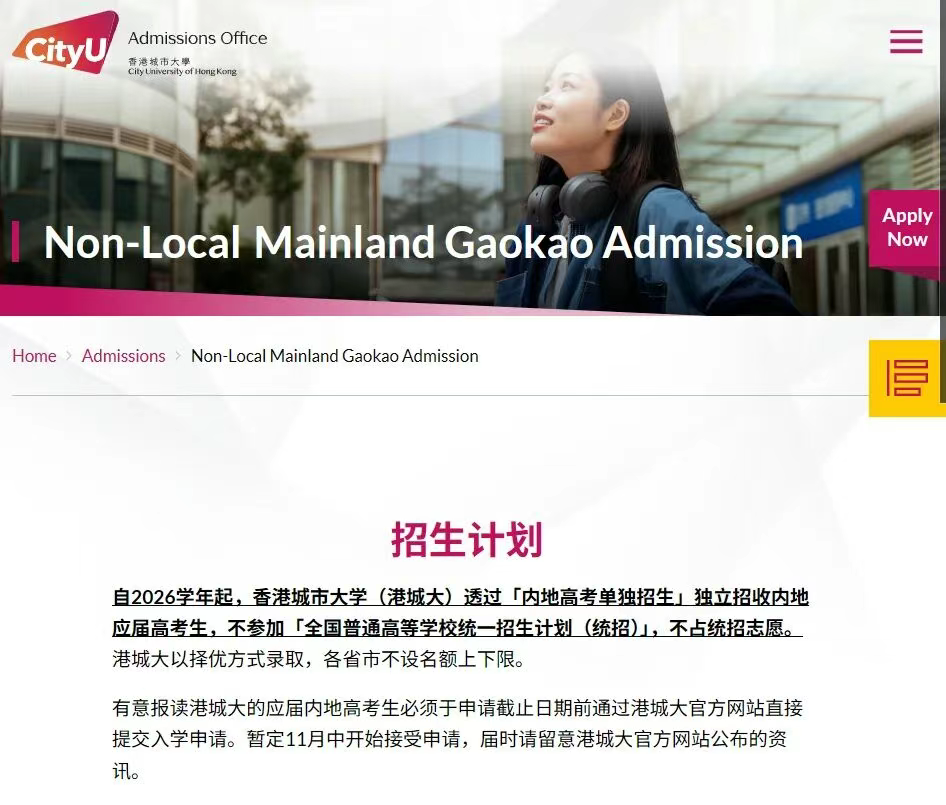 CityU
Admissions Office
香港城市大學
City University of Hong Kong
Non-Local Mainland Gaokao Admission
Apply
Now
Home > Admissions > Non-Local Mainland Gaokao Admission
招生计划
自2026学年起，香港城市大学（港城大）透过「内地高考单独招生」独立招收内地
应届高考生，不参加「全国普通高等学校统一招生计划（统招）」，不占统招志愿。
港城大以择优方式录取，各省市不设名额上下限。
有意报读港城大的应届内地高考生必须于申请截止日期前通过港城大官方网站直接
提交入学申请。暂定11月中开始接受申请，届时请留意港城大官方网站公布的资
讯。